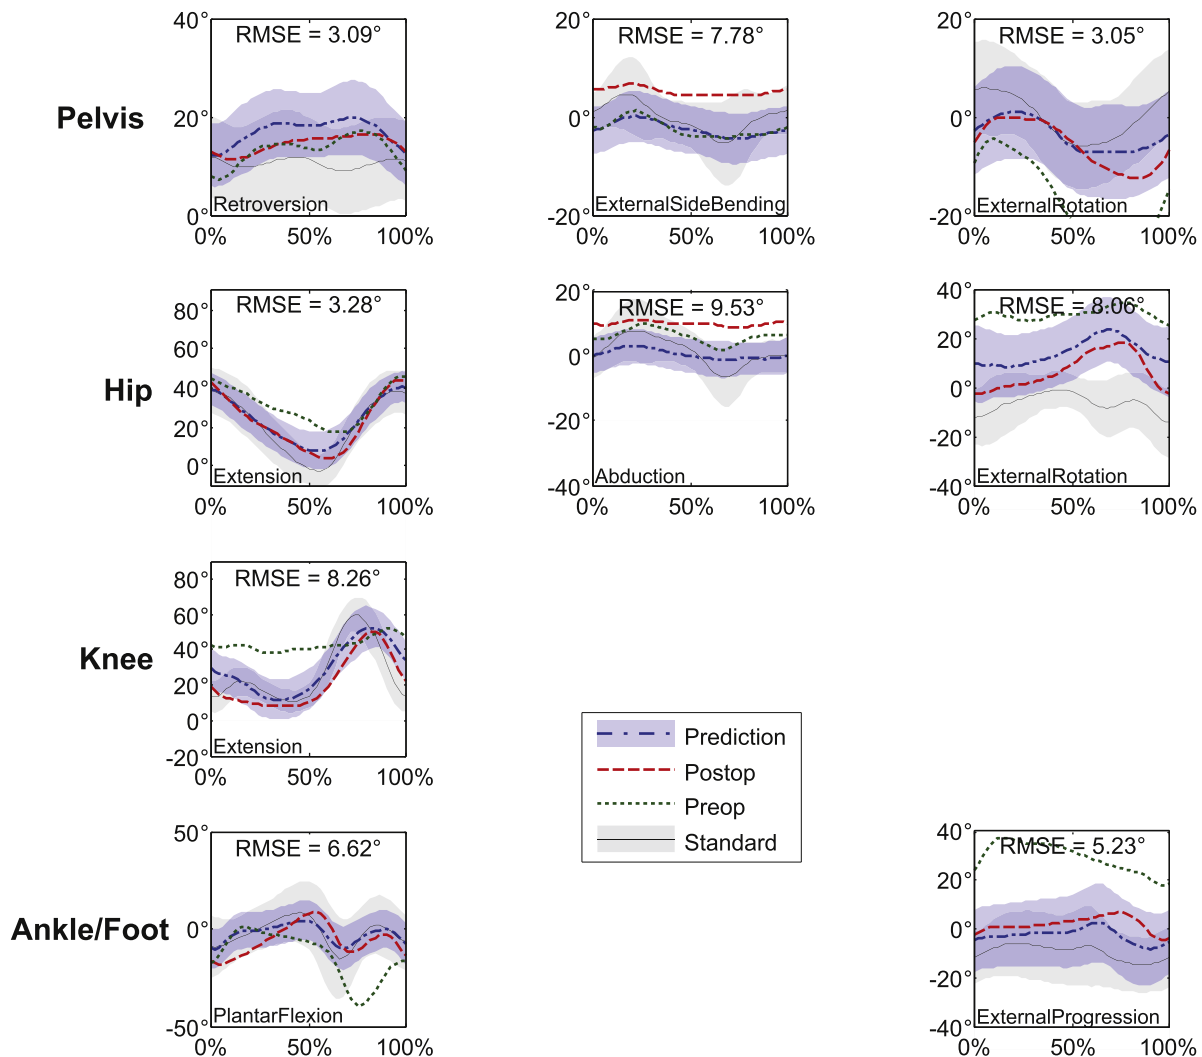 Pelvis
40°
20°
0°
RMSE = 3.09°
Retroversion
0% 50% 100%
20°
0°
-20°
RMSE = 7.78°
ExternalSideBending
0% 50% 100%
20°
0°
-20°
RMSE = 3.05°
ExternalRotation
0% 50% 100%
Hip
80°
60°
40°
20°
0°
RMSE = 3.28°
Extension
0% 50% 100%
20°
0°
-20°
-40°
RMSE = 9.53°
Abduction
0% 50% 100%
40°
20°
0°
-20°
-40°
RMSE = 8.06°
ExternalRotation
0% 50% 100%
Knee
80°
60°
40°
20°
0°
-20°
RMSE = 8.26°
Extension
0% 50% 100%
Prediction
Postop
Preop
Standard
Ankle/Foot
50°
0°
-50°
RMSE = 6.62°
PlantarFlexion
0% 50% 100%
40°
20°
0°
-20°
-40°
RMSE = 5.23°
ExternalProgression
0% 50% 100%